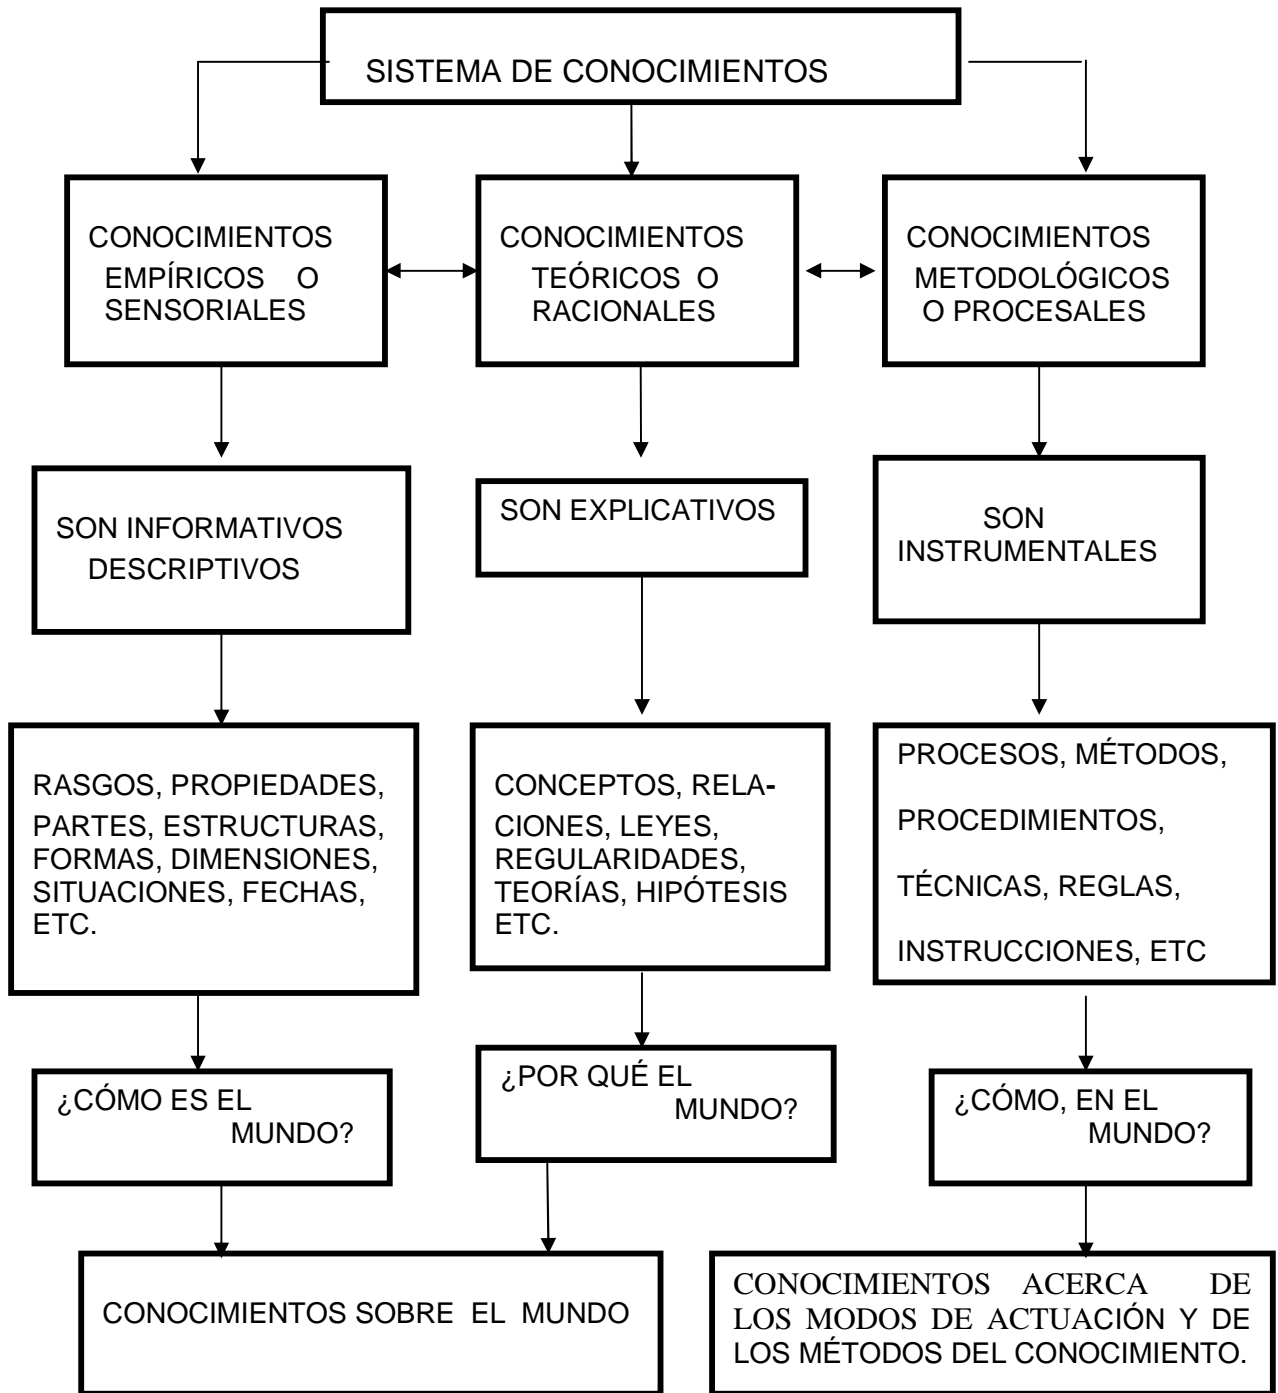 SISTEMA DE CONOCIMIENTOS
CONOCIMIENTOS
EMPÍRICOS O
SENSORIALES
CONOCIMIENTOS
TEÓRICOS O
RACIONALES
CONOCIMIENTOS
METODOLÓGICOS
O PROCESALES
SON INFORMATIVOS
DESCRIPTIVOS
SON EXPLICATIVOS
SON
INSTRUMENTALES
RASGOS, PROPIEDADES,
PARTES, ESTRUCTURAS,
FORMAS, DIMENSIONES,
SITUACIONES, FECHAS,
ETC.
CONCEPTOS, RELA-
CIONES, LEYES,
REGULARIDADES,
TEORÍAS, HIPÓTESIS
ETC.
PROCESOS, MÉTODOS,
PROCEDIMIENTOS,
TÉCNICAS, REGLAS,
INSTRUCCIONES, ETC
¿CÓMO ES EL
MUNDO?
¿POR QUÉ EL
MUNDO?
¿CÓMO, EN EL
MUNDO?
CONOCIMIENTOS SOBRE EL MUNDO
CONOCIMIENTOS ACERCA DE
LOS MODOS DE ACTUACIÓN Y DE
LOS MÉTODOS DEL CONOCIMIENTO.